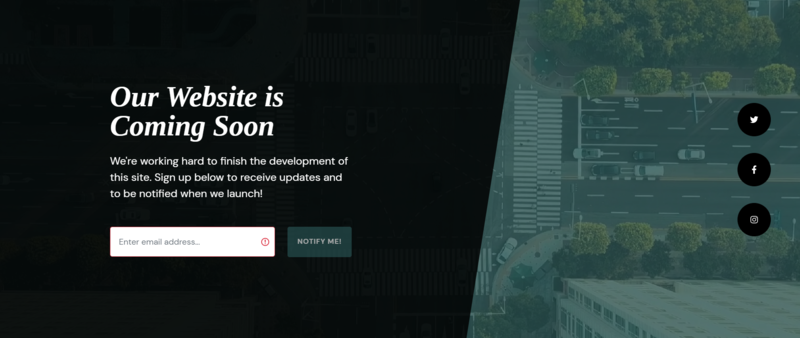 Our Website is
Coming Soon
We're working hard to finish the development of
this site. Sign up below to receive updates and
to be notified when we launch!
Enter email address...
NOTIFY ME!